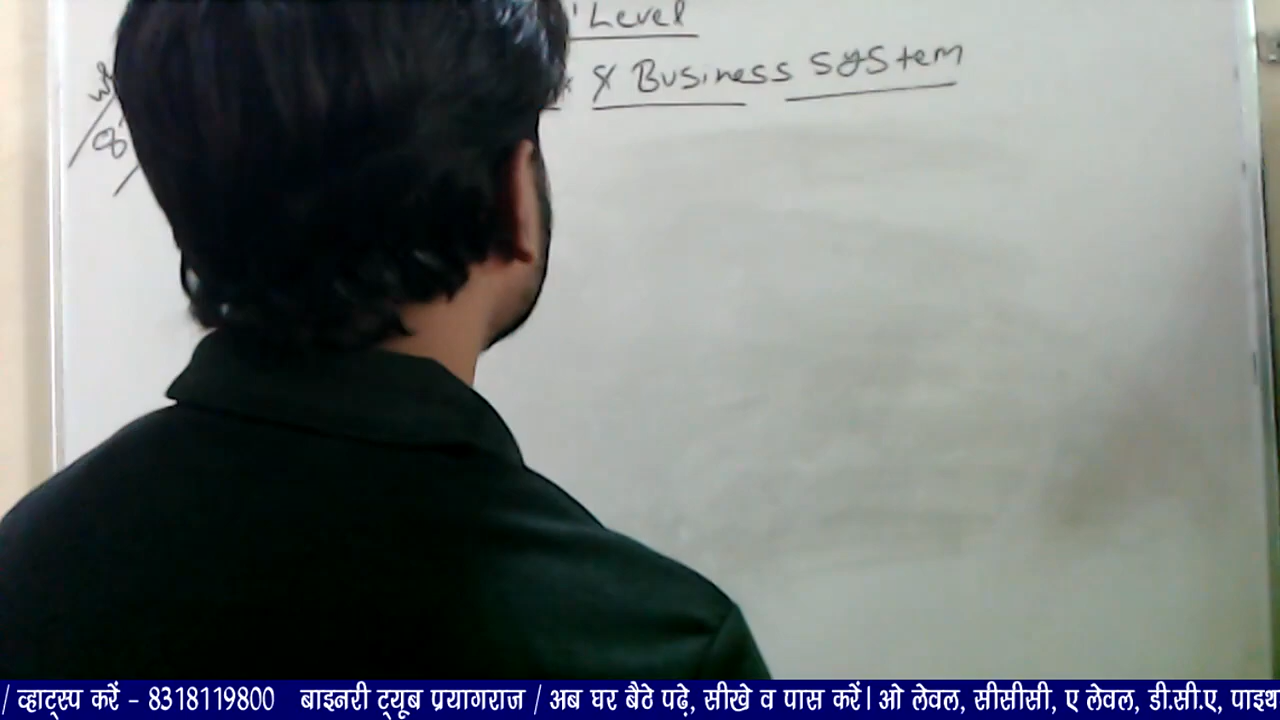 ' Level
& Business system
/ व्हाट्स्प करें - 8318119800 बाइनरी ट्यूब प्रयागराज / अब घर बैठे पढ़े, सीखे व पास करें। ओ लेवल, सीसीसी, ए लेवल, डी.सी.ए, पाइथ